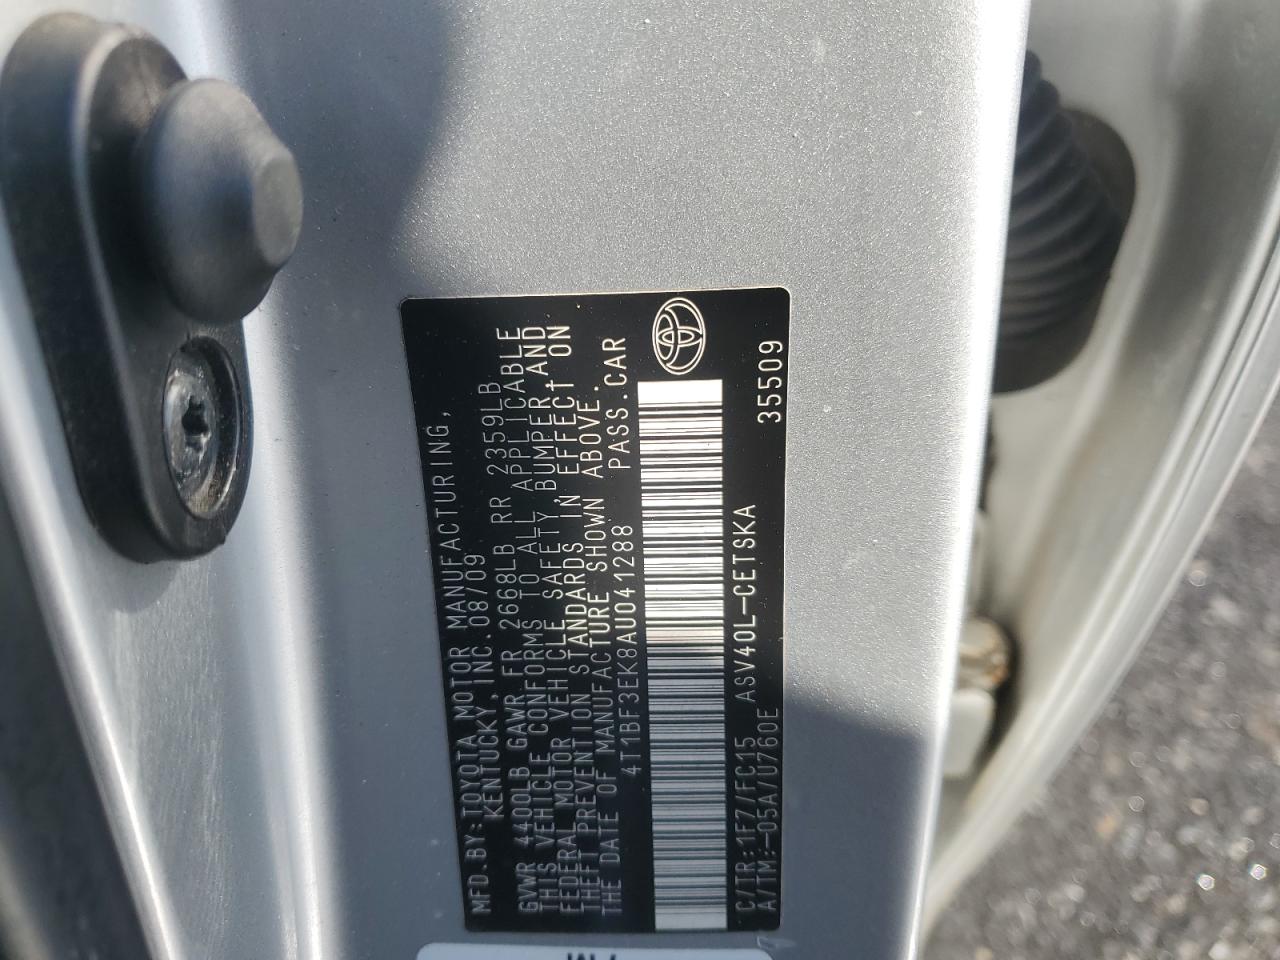 MFD.BY:TOYOTA MOTOR MANUFACTURING,
KENTUCKY, INC. 08/09
GVWR 4400LB GAWR FR 2668LB RR 2359LB
THIS VEHICLE CONFORMS TO ALL APPLICABLE
FEDERAL MOTOR VEHICLE SAFETY,BUMPER,AND
THEFT PREVENTION STANDARDS IN EFFECT ON
THE DATE OF MANUFACTURE SHOWN ABOVE.
4T1BF3EK8AU041288 PASS.CAR
C/TR:1F7/FC15 ASV40L-CETSKA 35509
A/TM:-05A/U760E